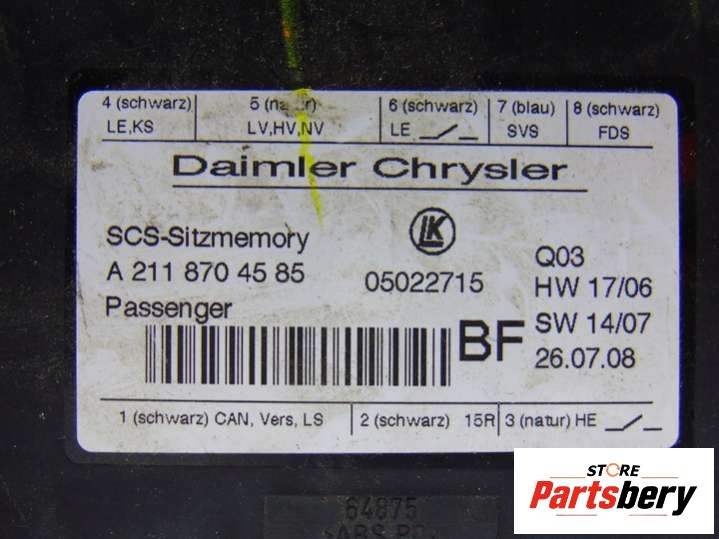 4 (schwarz) 5 (natur) 6 (schwarz) 7 (blau) 8 (schwarz)
LE,KS LV,HV,NV LE SVS FDS
Daimler Chrysler
SCS-Sitzmemory
LK
A 211 870 45 85 05022715
Passenger
Q03
HW 17/06
SW 14/07
26.07.08
BF
1 (schwarz) CAN, Vers, LS 2 (schwarz) 15R 3 (natur) HE
64875
STORE
Partsbery